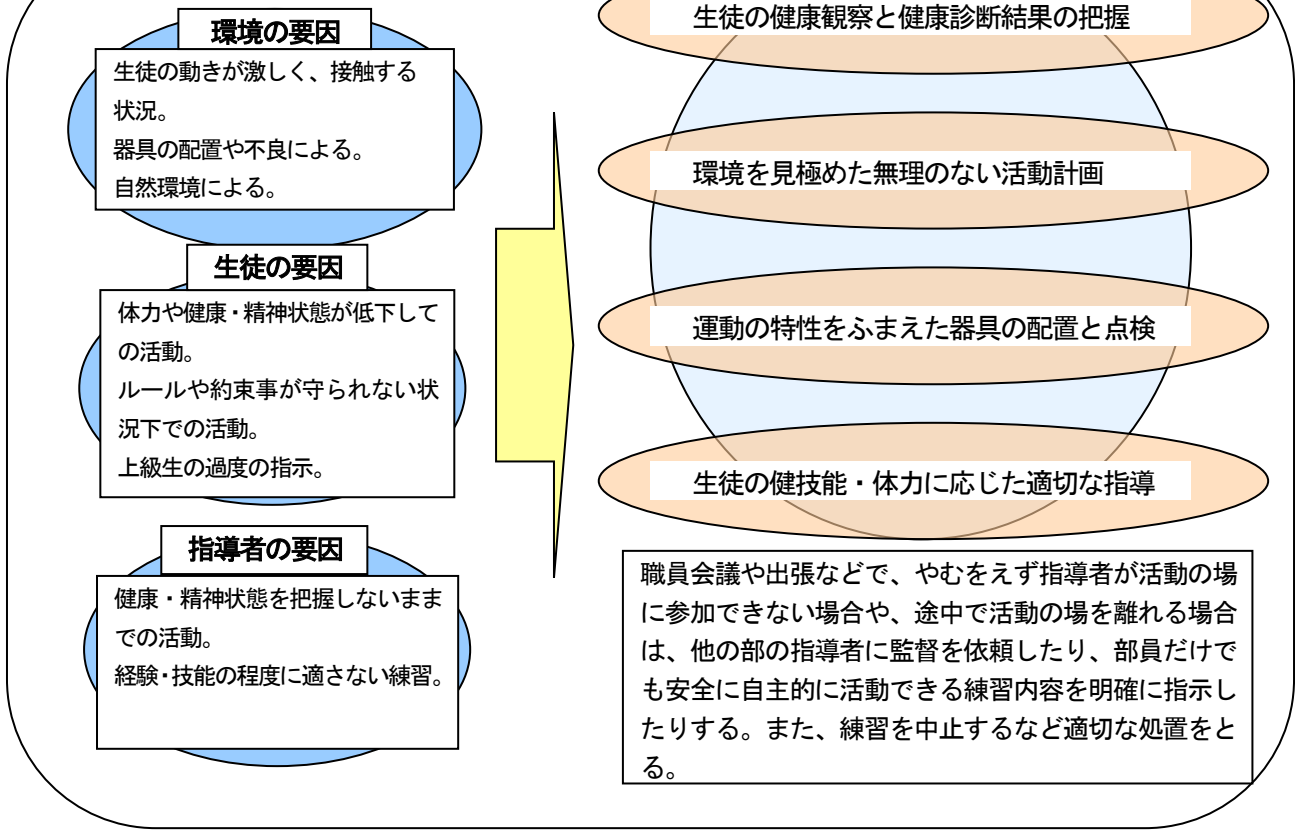 環境の要因
生徒の動きが激しく、接触する
状況。
器具の配置や不良による。
自然環境による。
生徒の要因
体力や健康・精神状態が低下して
の活動。
ルールや約束事が守られない状
況下での活動。
上級生の過度の指示。
指導者の要因
健康・精神状態を把握しないまま
での活動。
経験・技能の程度に適さない練習。
生徒の健康観察と健康診断結果の把握
環境を見極めた無理のない活動計画
運動の特性をふまえた器具の配置と点検
生徒の健技能・体力に応じた適切な指導
職員会議や出張などで、やむをえず指導者が活動の場
に参加できない場合や、途中で活動の場を離れる場合
は、他の部の指導者に監督を依頼したり、部員だけで
も安全に自主的に活動できる練習内容を明確に指示し
たりする。また、練習を中止するなど適切な処置をと
る。